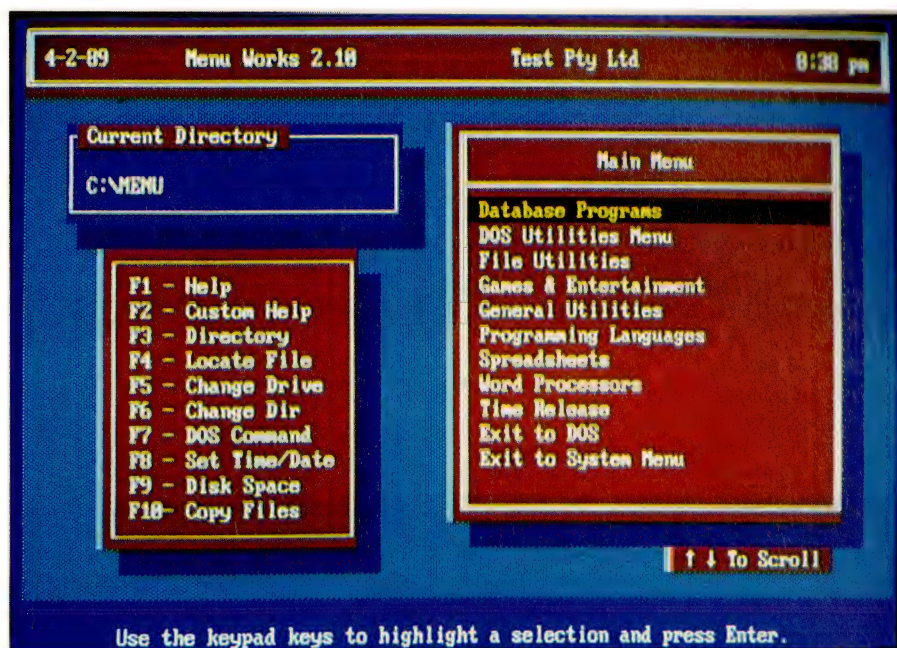 4-2-89 Menu Works 2.10 Test Pty Ltd 8:30 pm
Current Directory
C:\MENU
F1 - Help
F2 - Custom Help
F3 - Directory
F4 - Locate File
F5 - Change Drive
F6 - Change Dir
F7 - DOS Command
F8 - Set Time/Date
F9 - Disk Space
F10- Copy Files
Main Menu
Database Programs
DOS Utilities Menu
File Utilities
Games & Entertainment
General Utilities
Programming Languages
Spreadsheets
Word Processors
Time Release
Exit to DOS
Exit to System Menu
↑ ↓ To Scroll
Use the keypad keys to highlight a selection and press Enter.